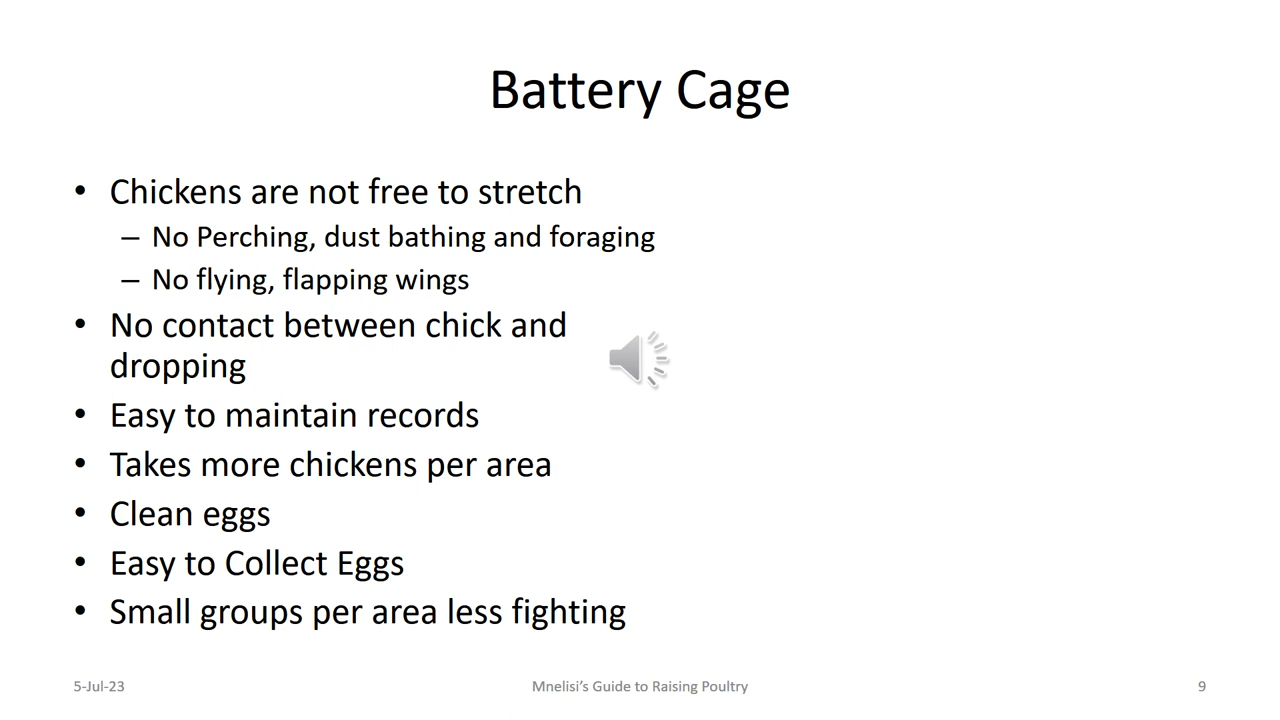 Battery Cage
• Chickens are not free to stretch
– No Perching, dust bathing and foraging
– No flying, flapping wings
• No contact between chick and
dropping
• Easy to maintain records
• Takes more chickens per area
• Clean eggs
• Easy to Collect Eggs
• Small groups per area less fighting
5-Jul-23
Mnelisi’s Guide to Raising Poultry
9